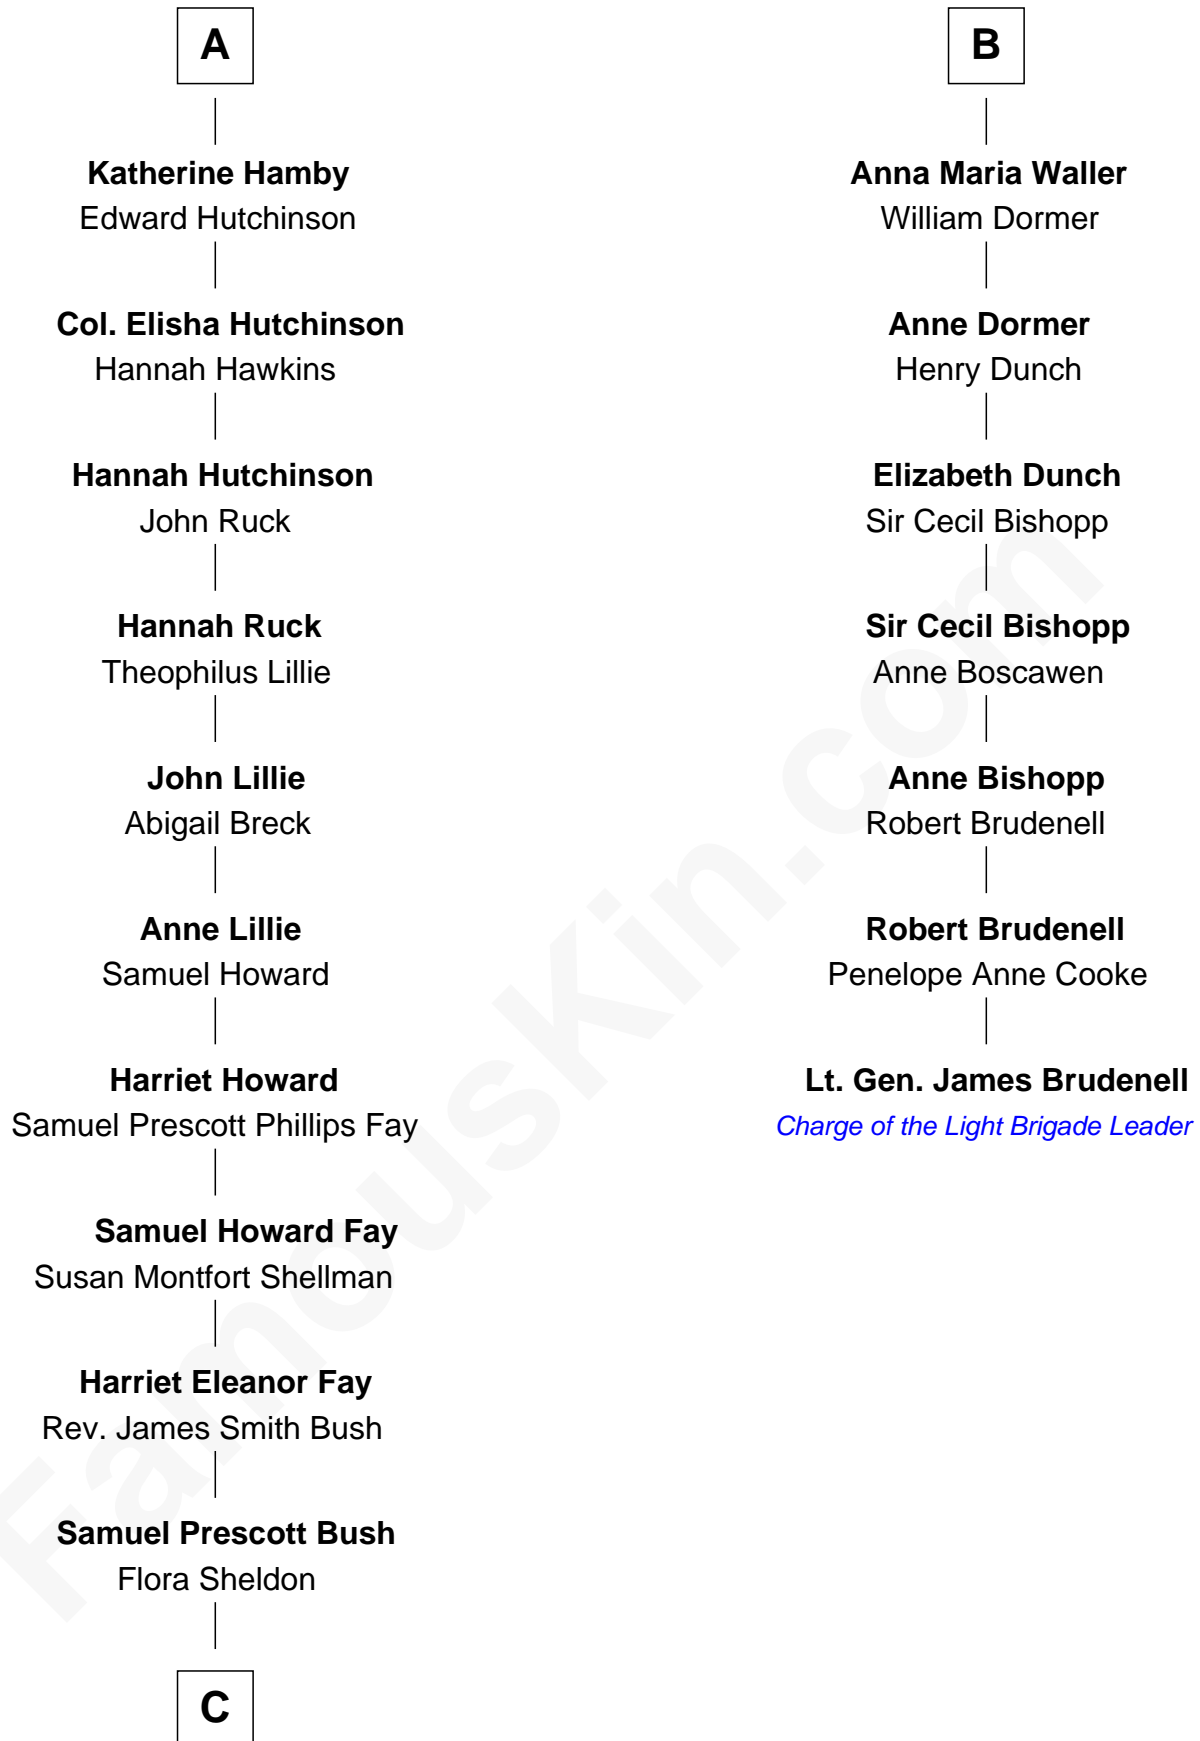 A
Katherine Hamby
Edward Hutchinson
Col. Elisha Hutchinson
Hannah Hawkins
Hannah Hutchinson
John Ruck
Hannah Ruck
Theophilus Lillie
John Lillie
Abigail Breck
Anne Lillie
Samuel Howard
Harriet Howard
Samuel Prescott Phillips Fay
Samuel Howard Fay
Susan Montfort Shellman
Harriet Eleanor Fay
Rev. James Smith Bush
Samuel Prescott Bush
Flora Sheldon
C
B
Anna Maria Waller
William Dormer
Anne Dormer
Henry Dunch
Elizabeth Dunch
Sir Cecil Bishopp
Sir Cecil Bishopp
Anne Boscawen
Anne Bishopp
Robert Brudenell
Robert Brudenell
Penelope Anne Cooke
Lt. Gen. James Brudenell
Charge of the Light Brigade Leader
FamousKin.com